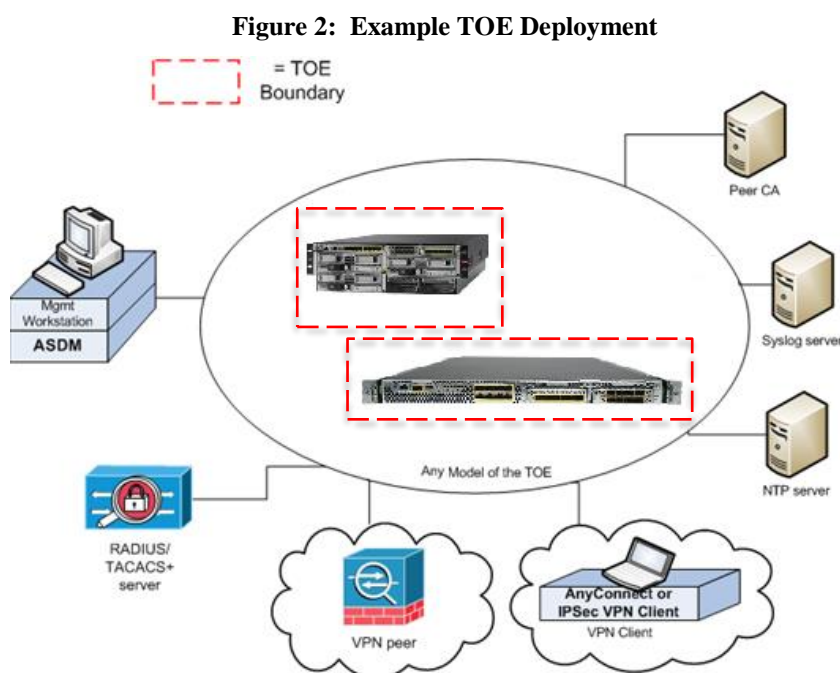 Figure 2: Example TOE Deployment
= TOE
Boundary
Peer CA
Mgmt
Workstation
ASDM
Syslog server
Any Model of the TOE
NTP server
RADIUS/
TACACS+
server
VPN peer
AnyConnect or
IPSec VPN Client
VPN Client